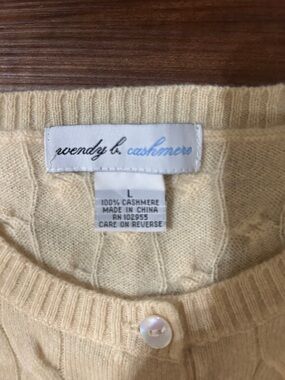 wendy b. cashmere
L
100% CASHMERE
MADE IN CHINA
RN 102955
CARE ON REVERSE